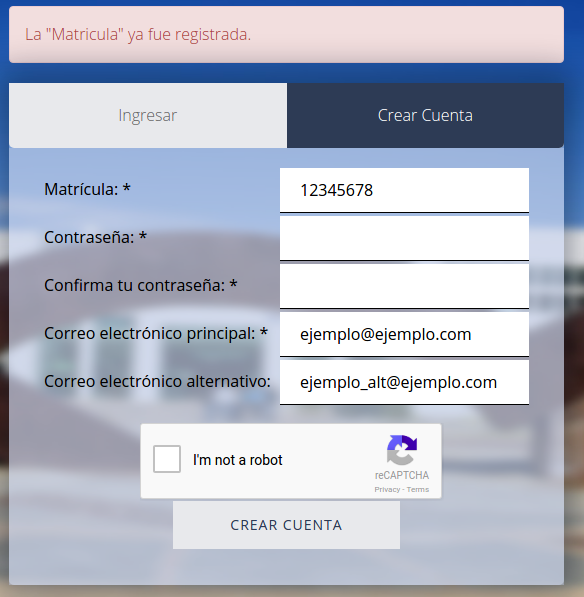 La "Matricula" ya fue registrada.
Ingresar
Crear Cuenta
Matrícula: *
12345678
Contraseña: *
Confirma tu contraseña: *
Correo electrónico principal: *
ejemplo@ejemplo.com
Correo electrónico alternativo:
ejemplo_alt@ejemplo.com
I'm not a robot
reCAPTCHA
Privacy - Terms
CREAR CUENTA